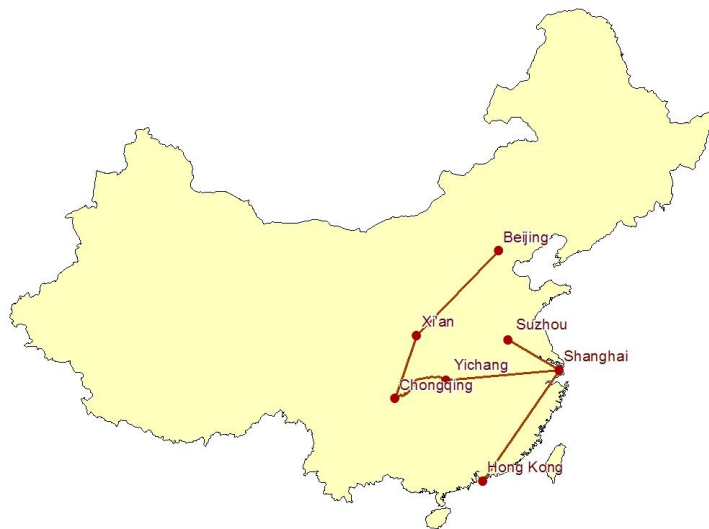 Beijing
Xi'an
Suzhou
Shanghai
Yichang
Chongqing
Hong Kong